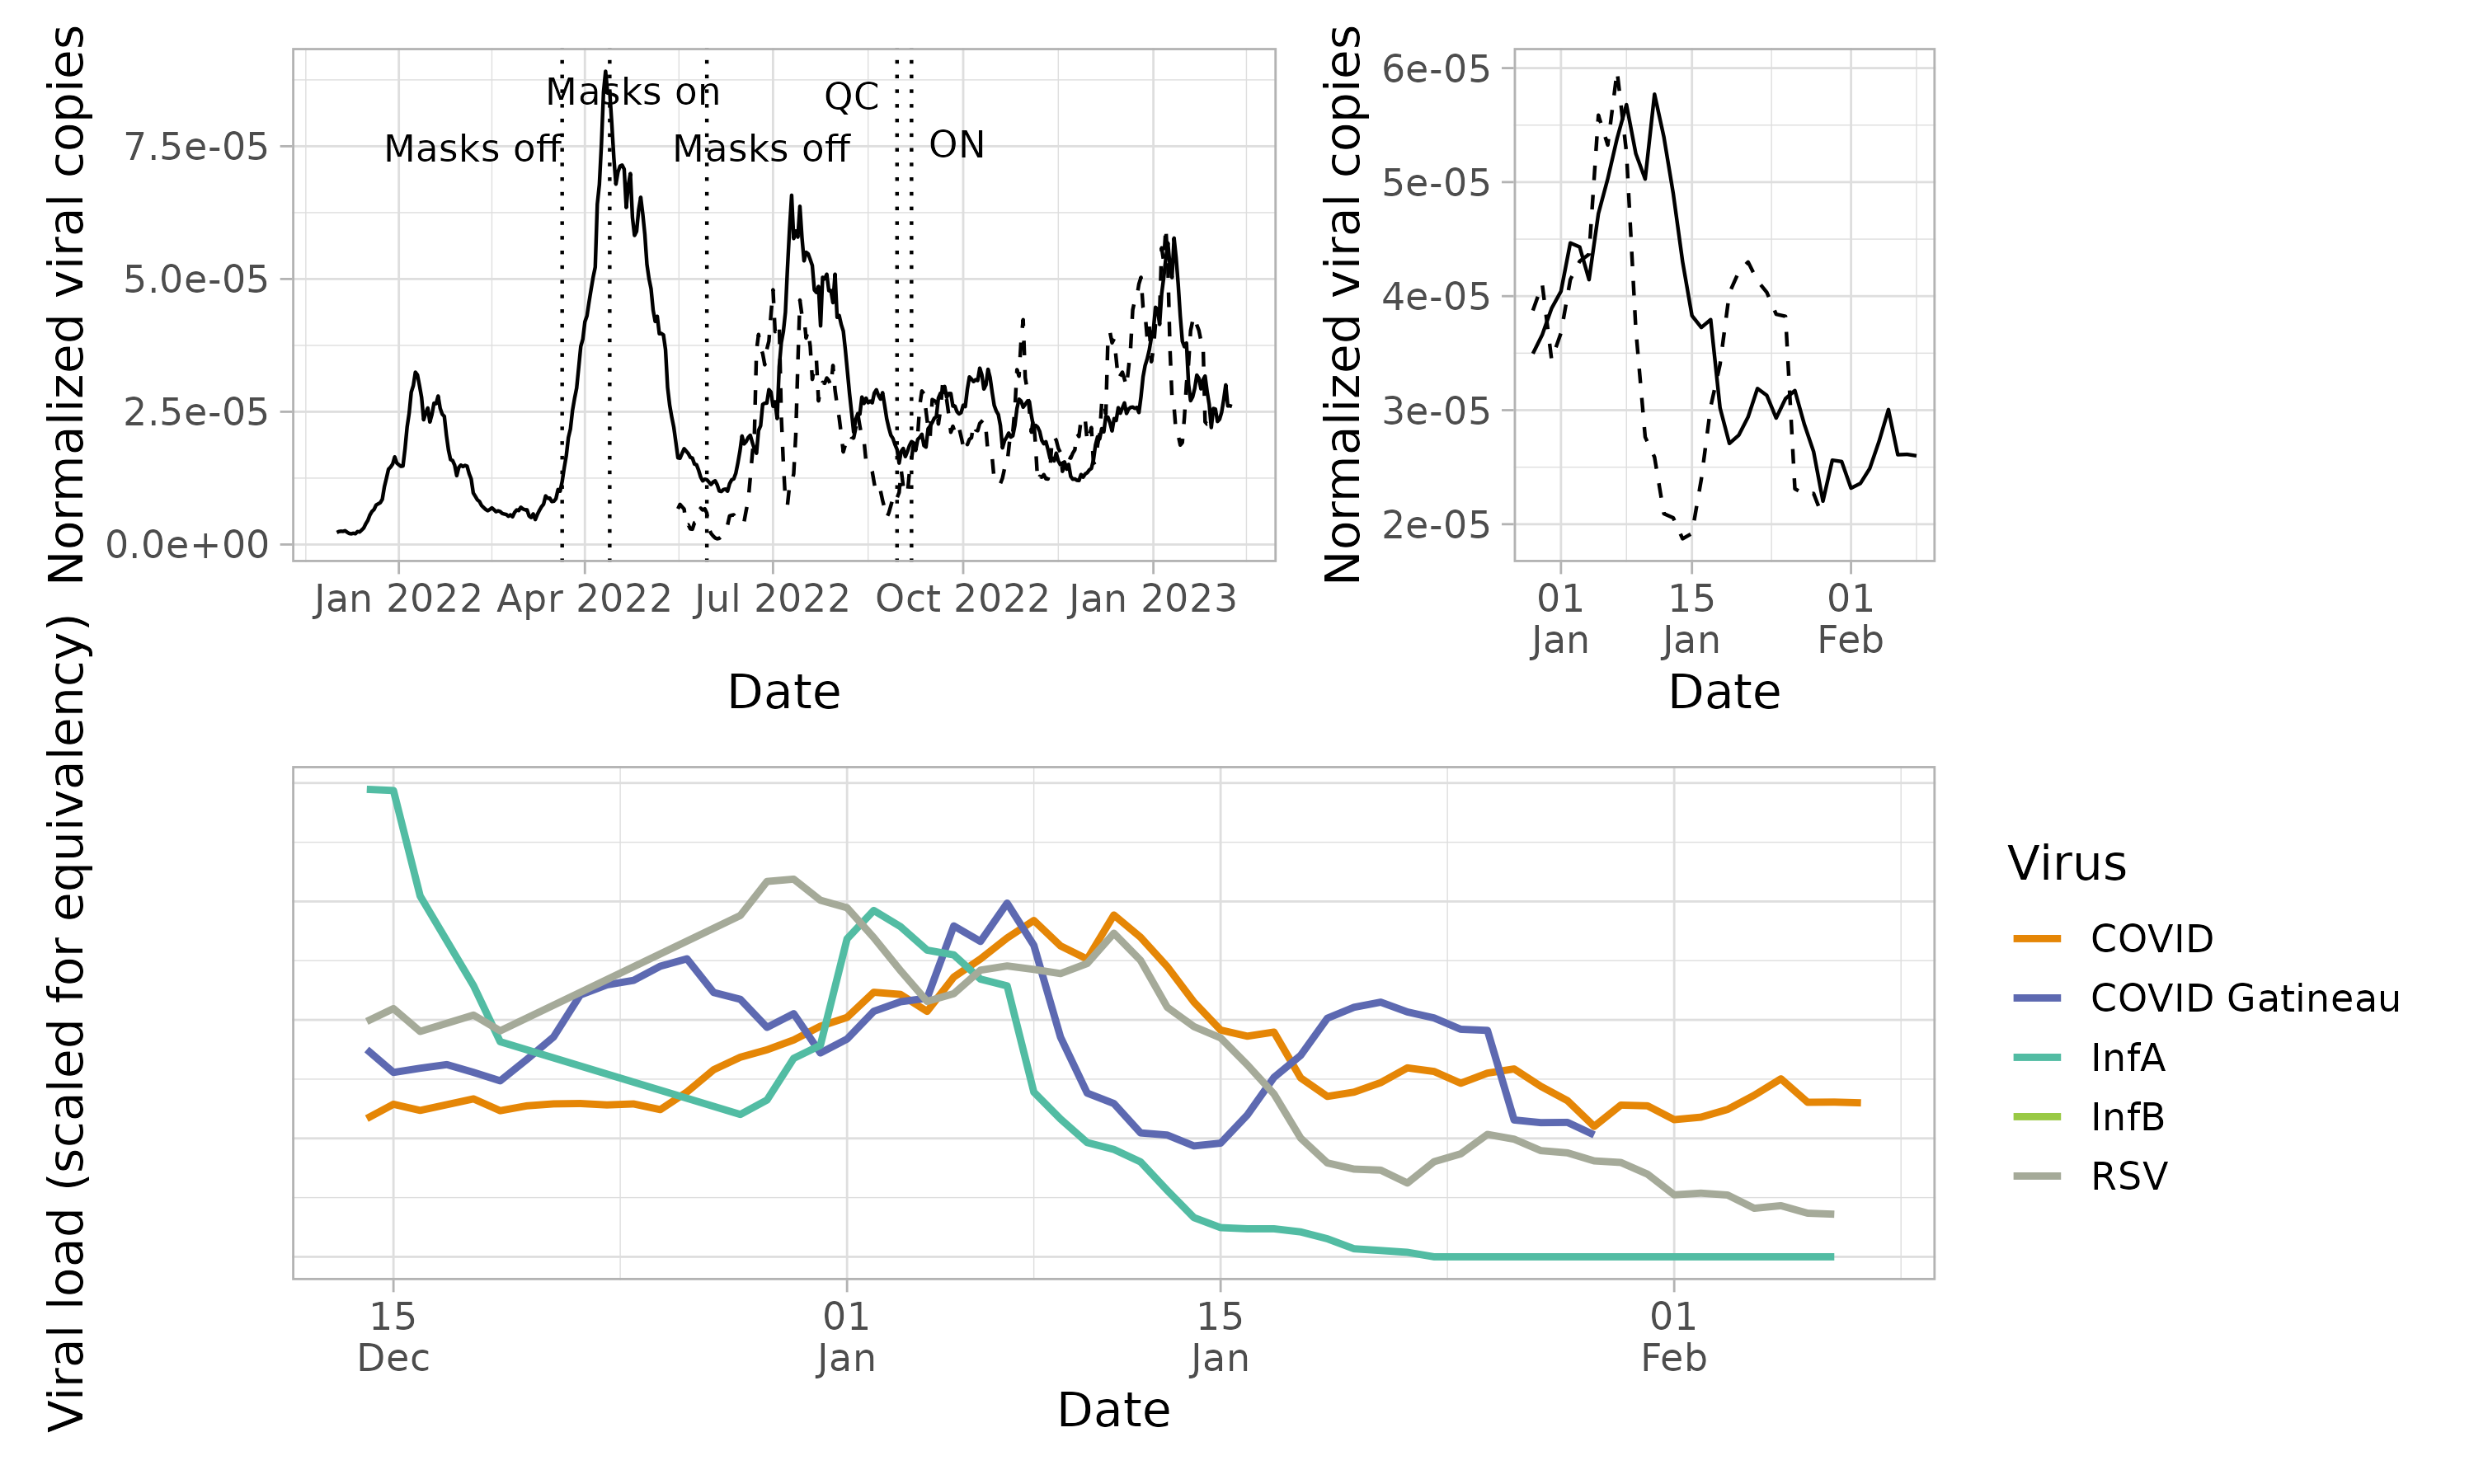 Normalized viral copies
7.5e-05
5.0e-05
2.5e-05
0.0e+00
Masks on
QC
Masks off
Masks off
ON
Jan 2022
Apr 2022
Jul 2022
Oct 2022
Jan 2023
Date
Normalized viral copies
6e-05
5e-05
4e-05
3e-05
2e-05
01
Jan
15
Jan
01
Feb
Date
Viral load (scaled for equivalency)
15
Dec
01
Jan
15
Jan
01
Feb
Date
Virus
COVID
COVID Gatineau
InfA
InfB
RSV